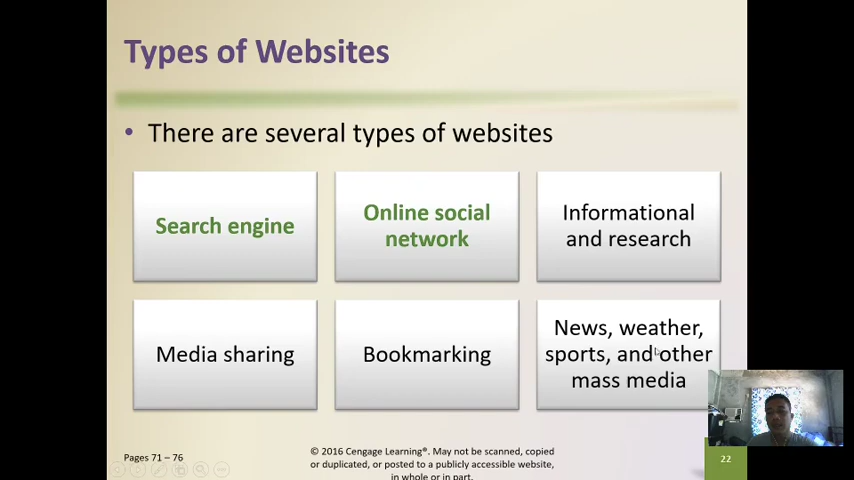 Types of Websites
• There are several types of websites
Search engine
Online social
network
Informational
and research
Media sharing
Bookmarking
News, weather,
sports, and other
mass media
Pages 71 – 76
© 2016 Cengage Learning®. May not be scanned, copied
or duplicated, or posted to a publicly accessible website,
in whole or in part.
22